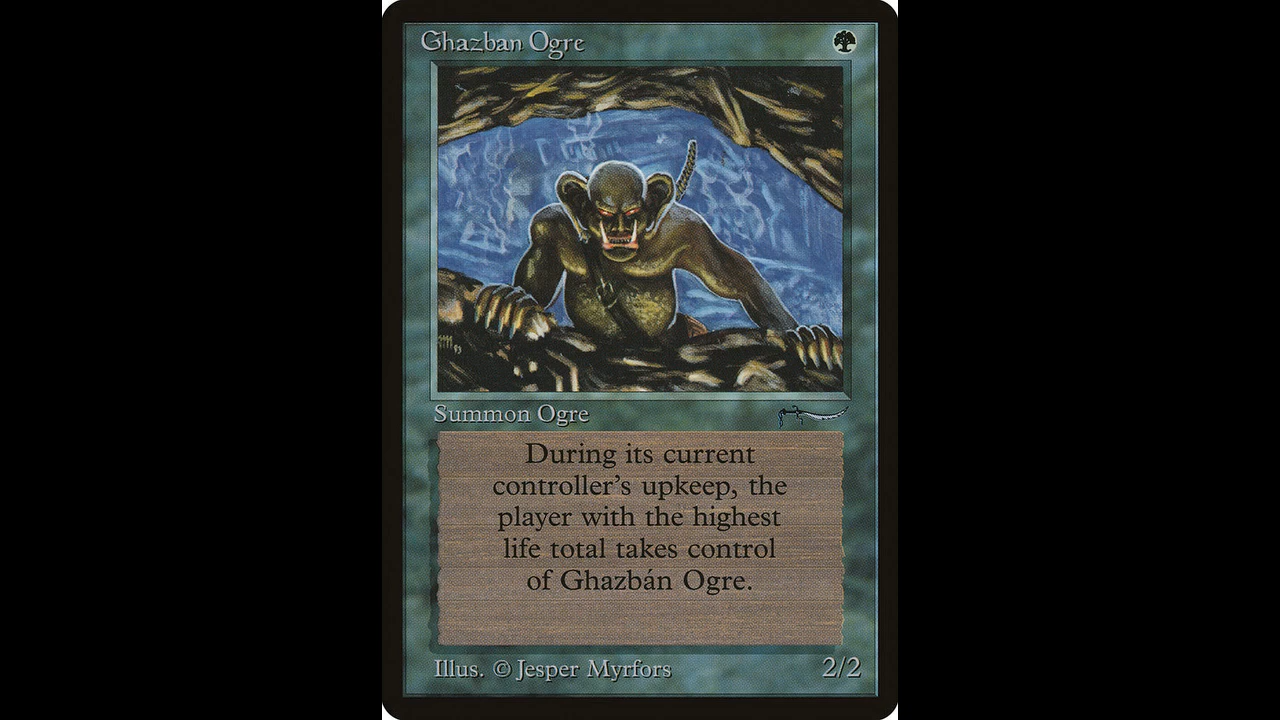 Ghazban Ogre
Summon Ogre
During its current
controller's upkeep, the
player with the highest
life total takes control
of Ghazbán Ogre.
Illus. © Jesper Myrfors
2/2